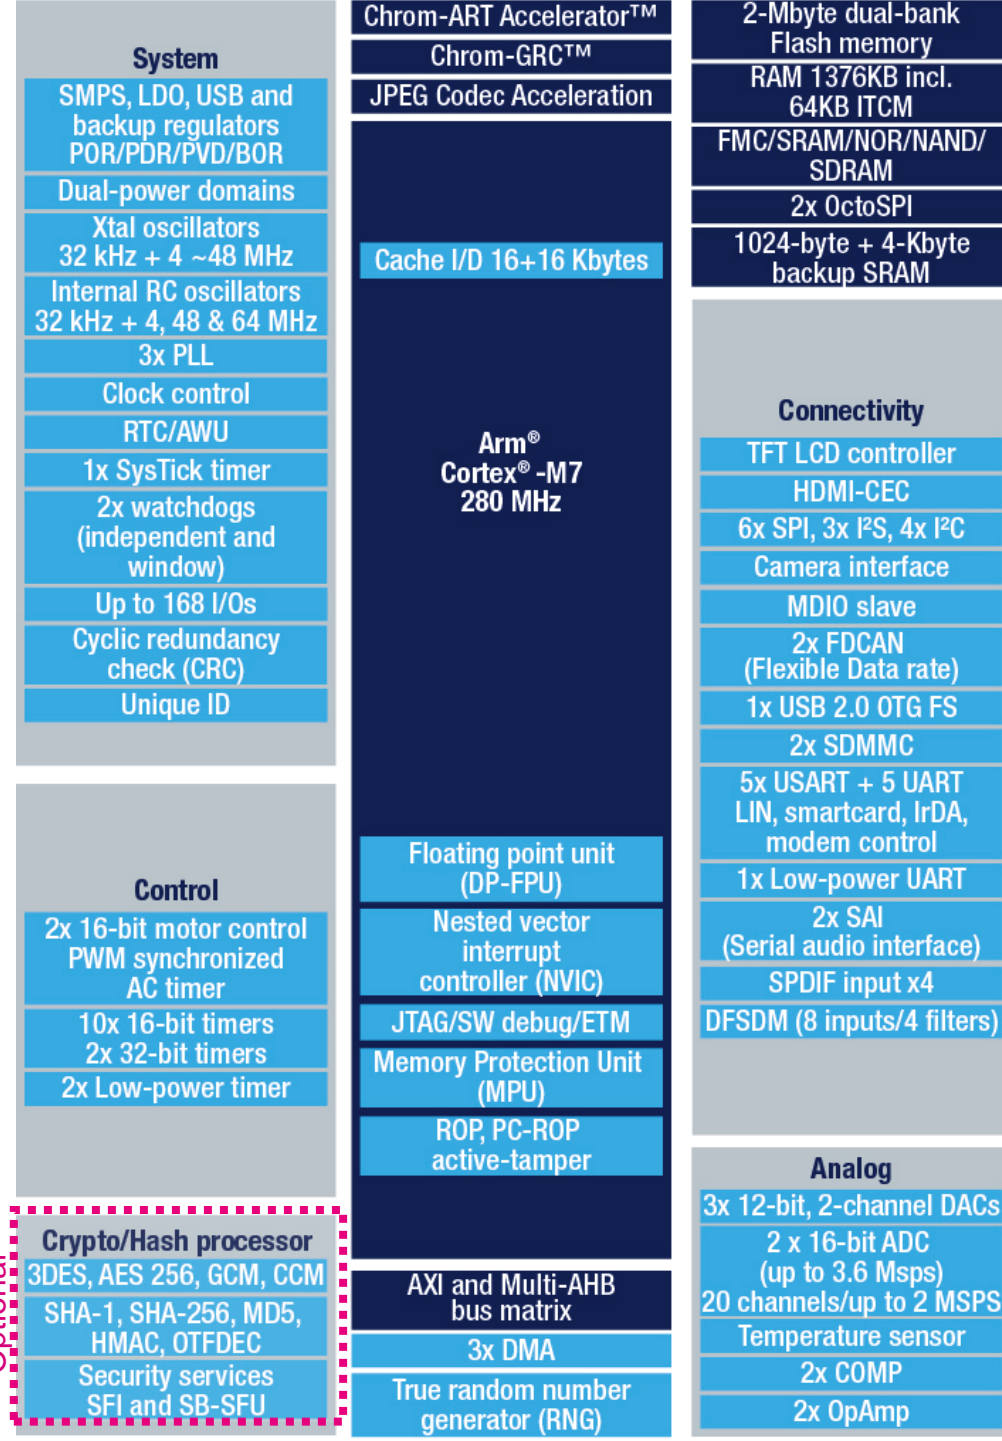 System
SMPS, LDO, USB and
backup regulators
POR/PDR/PVD/BOR
Dual-power domains
Xtal oscillators
32 kHz + 4 ~48 MHz
Internal RC oscillators
32 kHz + 4, 48 & 64 MHz
3x PLL
Clock control
RTC/AWU
1x SysTick timer
2x watchdogs
(independent and
window)
Up to 168 I/Os
Cyclic redundancy
check (CRC)
Unique ID
Control
2x 16-bit motor control
PWM synchronized
AC timer
10x 16-bit timers
2x 32-bit timers
2x Low-power timer
Optional
Crypto/Hash processor
3DES, AES 256, GCM, CCM
SHA-1, SHA-256, MD5,
HMAC, OTFDEC
Security services
SFI and SB-SFU
Chrom-ART Accelerator™
Chrom-GRC™
JPEG Codec Acceleration
Cache I/D 16+16 Kbytes
Arm®
Cortex® -M7
280 MHz
Floating point unit
(DP-FPU)
Nested vector
interrupt
controller (NVIC)
JTAG/SW debug/ETM
Memory Protection Unit
(MPU)
ROP, PC-ROP
active-tamper
AXI and Multi-AHB
bus matrix
3x DMA
True random number
generator (RNG)
2-Mbyte dual-bank
Flash memory
RAM 1376KB incl.
64KB ITCM
FMC/SRAM/NOR/NAND/
SDRAM
2x OctoSPI
1024-byte + 4-Kbyte
backup SRAM
Connectivity
TFT LCD controller
HDMI-CEC
6x SPI, 3x I²S, 4x I²C
Camera interface
MDIO slave
2x FDCAN
(Flexible Data rate)
1x USB 2.0 OTG FS
2x SDMMC
5x USART + 5 UART
LIN, smartcard, IrDA,
modem control
1x Low-power UART
2x SAI
(Serial audio interface)
SPDIF input x4
DFSDM (8 inputs/4 filters)
Analog
3x 12-bit, 2-channel DACs
2 x 16-bit ADC
(up to 3.6 Msps)
20 channels/up to 2 MSPS
Temperature sensor
2x COMP
2x OpAmp